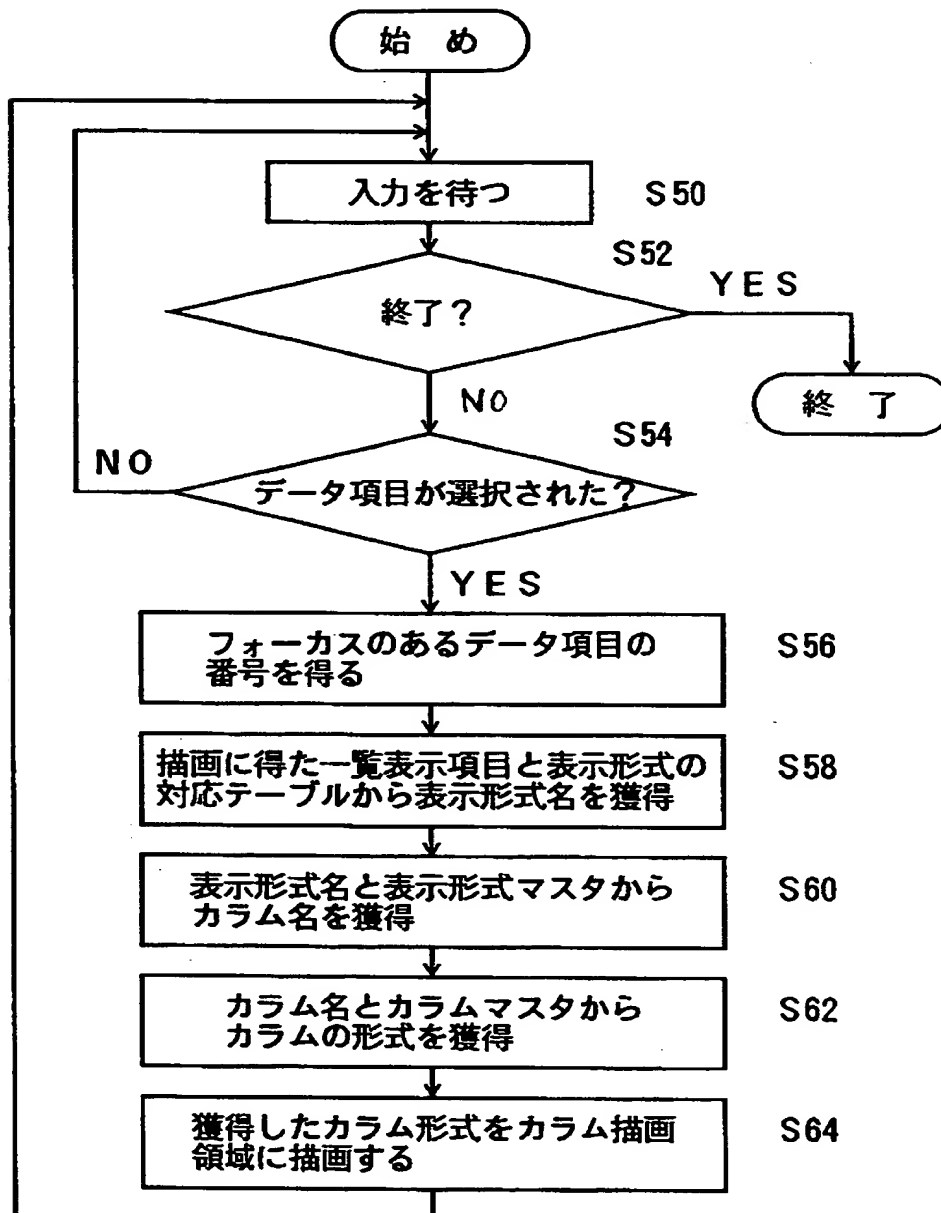 始 め
入力を待つ
S50
S52
終了?
YES
終 了
NO
S54
データ項目が選択された?
NO
YES
フォーカスのあるデータ項目の
番号を得る
S56
描画に得た一覧表示項目と表示形式の
対応テーブルから表示形式名を獲得
S58
表示形式名と表示形式マスタから
カラム名を獲得
S60
カラム名とカラムマスタから
カラムの形式を獲得
S62
獲得したカラム形式をカラム描画
領域に描画する
S64